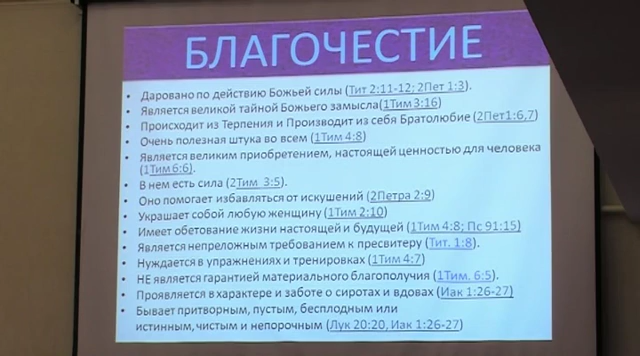 БЛАГОЧЕСТИЕ
• Даровано по действию Божьей силы (Тит 2:11-12; 2Пет 1:3).
• Является великой тайной Божьего замысла(1Тим 3:16)
• Происходит из Терпения и Производит из себя Братолюбие (2Пет1:6,7)
• Очень полезная штука во всем (1Тим 4:8)
• Является великим приобретением, настоящей ценностью для человека
(1Тим 6:6).
• В нем есть сила (2Тим 3:5).
• Оно помогает избавляться от искушений (2Петра 2:9)
• Украшает собой любую женщину (1Тим 2:10)
• Имеет обетование жизни настоящей и будущей (1Тим 4:8; Пс 91:15)
• Является непреложным требованием к пресвитеру (Тит. 1:8).
• Нуждается в упражнениях и тренировках (1Тим 4:7)
• НЕ является гарантией материального благополучия (1Тим. 6:5).
• Проявляется в характере и заботе о сиротах и вдовах (Иак 1:26-27)
• Бывает притворным, пустым, бесплодным или
истинным, чистым и непорочным (Лук 20:20, Иак 1:26-27)